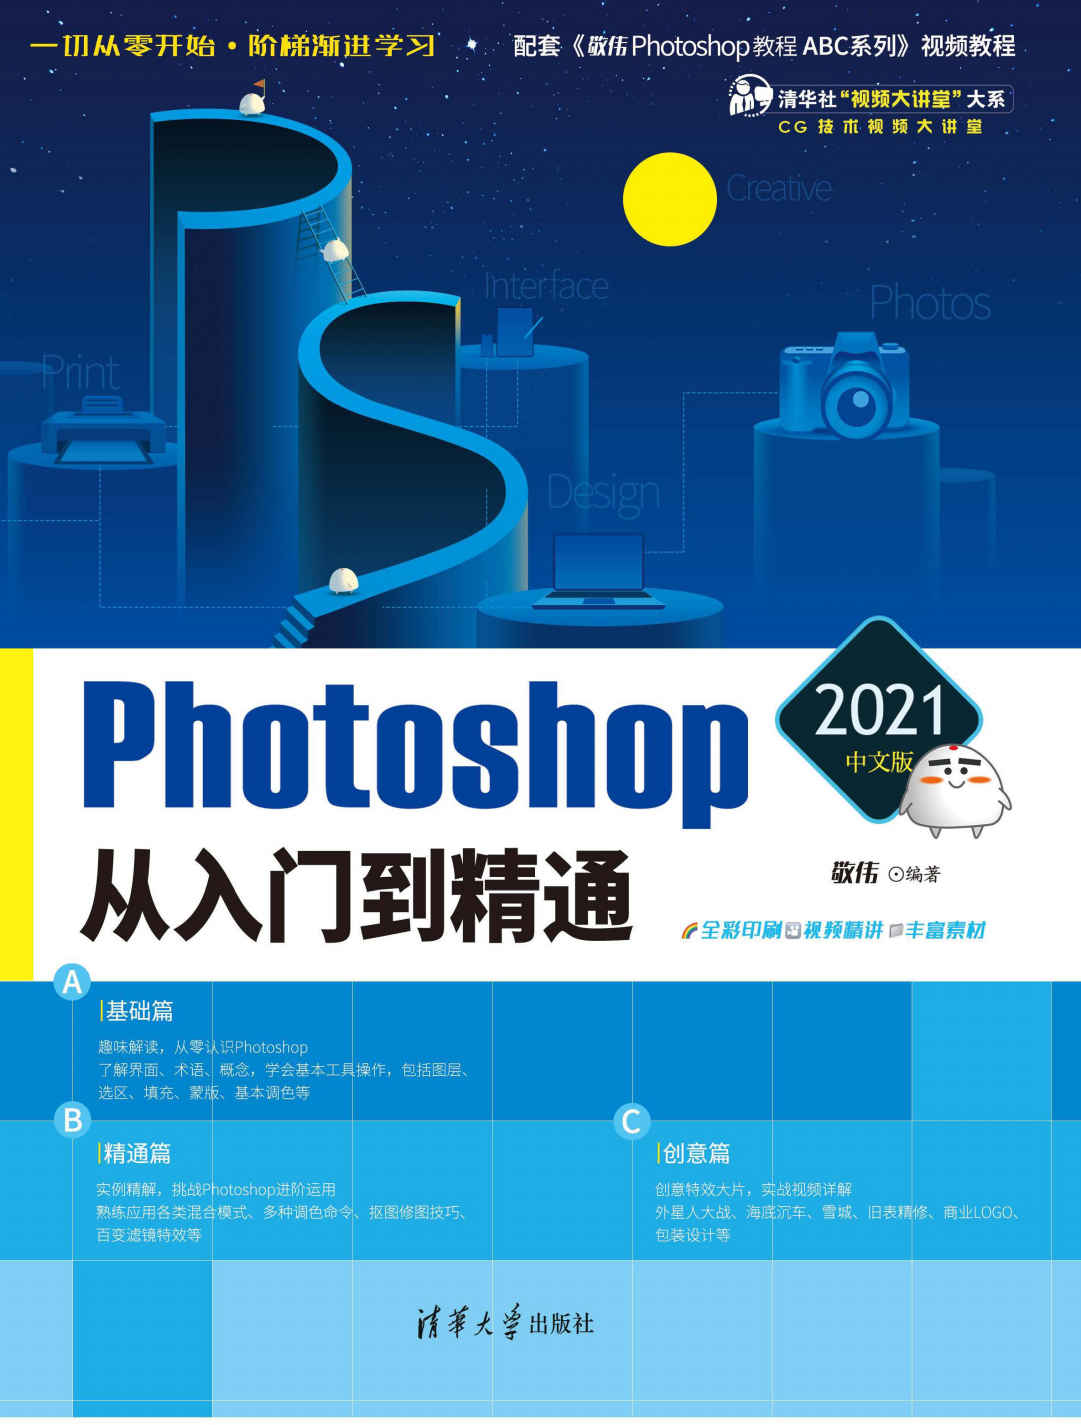 一切从零开始·阶梯渐进学习
配套《敬伟Photoshop教程 ABC系列》视频教程
清华社“视频大讲堂”大系
CG技术视频大讲堂
Creative
Interface
Photos
Print
Design
Photoshop
2021
中文版
从入门到精通
敬伟 ⊙编著
全彩印刷 视频精讲 丰富素材
A
基础篇
趣味解读，从零认识Photoshop
了解界面、术语、概念，学会基本工具操作，包括图层、
选区、填充、蒙版、基本调色等
B
精通篇
实例精解，挑战Photoshop进阶运用
熟练应用各类混合模式、多种调色命令、抠图修图技巧、
百变滤镜特效等
C
创意篇
创意特效大片，实战视频详解
外星人大战、海底沉车、雪城、旧表精修、商业LOGO、
包装设计等
清華大学出版社